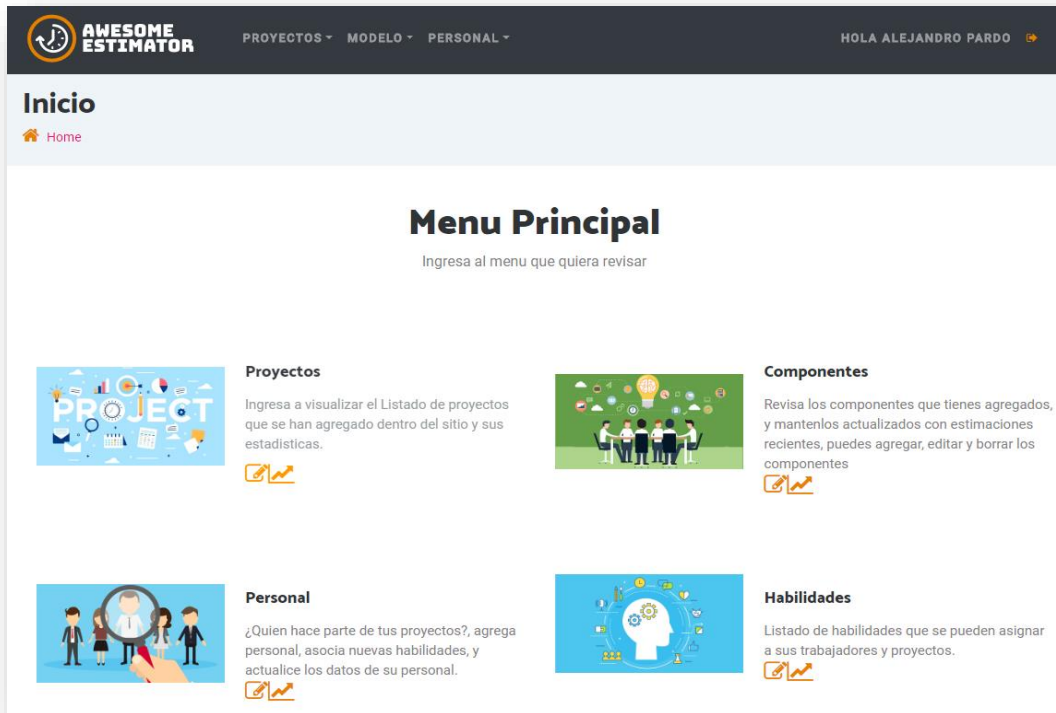 AWESOME
ESTIMATOR
PROYECTOS MODELO PERSONAL
HOLA ALEJANDRO PARDO
Inicio
Home
Menu Principal
Ingresa al menu que quiera revisar
PROJECT
Proyectos
Ingresa a visualizar el Listado de proyectos
que se han agregado dentro del sitio y sus
estadisticas.
Componentes
Revisa los componentes que tienes agregados,
y mantenlos actualizados con estimaciones
recientes, puedes agregar, editar y borrar los
componentes
Personal
¿Quien hace parte de tus proyectos?, agrega
personal, asocia nuevas habilidades, y
actualice los datos de su personal.
Habilidades
Listado de habilidades que se pueden asignar
a sus trabajadores y proyectos.